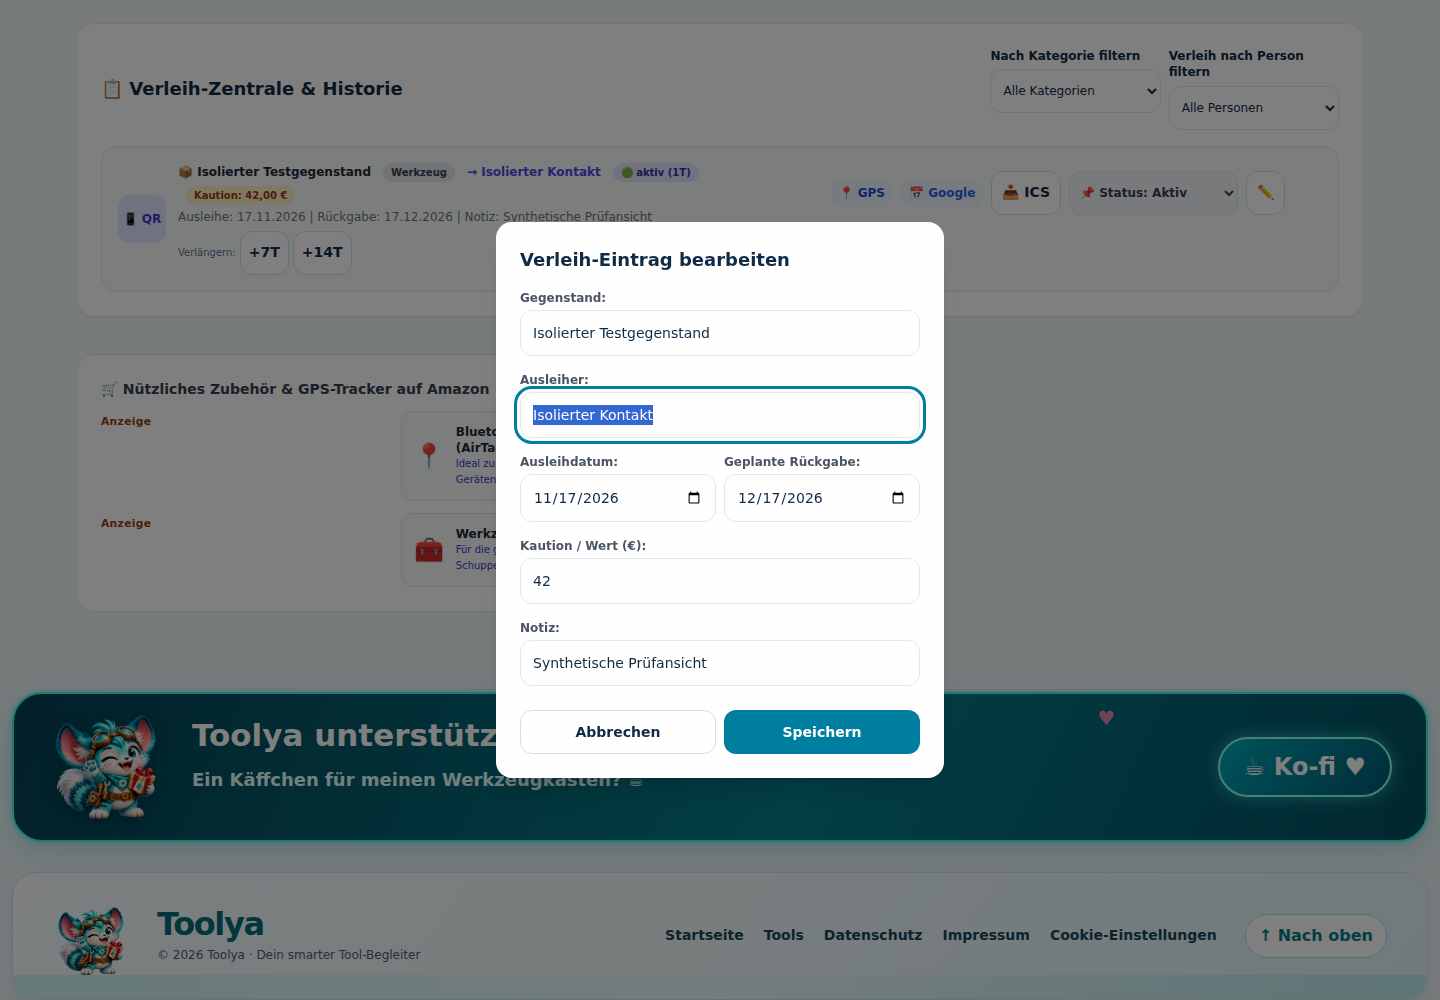 📋 Verleih-Zentrale & Historie
Nach Kategorie filtern
Alle Kategorien
Verleih nach Person
filtern
Alle Personen
📱 QR
📦 Isolierter Testgegenstand Werkzeug → Isolierter Kontakt 🟢 aktiv (1T)
Kaution: 42,00 €
Ausleihe: 17.11.2026 | Rückgabe: 17.12.2026 | Notiz: Synthetische Prüfansicht
Verlängern: +7T +14T
📍 GPS 📅 Google 📤 ICS 📌 Status: Aktiv ✏️
Verleih-Eintrag bearbeiten
Gegenstand:
Isolierter Testgegenstand
Ausleiher:
Isolierter Kontakt
Ausleihdatum: Geplante Rückgabe:
11/17/2026 12/17/2026
Kaution / Wert (€):
42
Notiz:
Synthetische Prüfansicht
Abbrechen Speichern
🛒 Nützliches Zubehör & GPS-Tracker auf Amazon
Anzeige
Ideal
Geräten
Anzeige
Für die
Toolya
Ein Käffchen für meinen Werkzeugkasten? ☕
☕ Ko-fi ♥
Toolya
© 2026 Toolya · Dein smarter Tool-Begleiter
Startseite Tools Datenschutz Impressum Cookie-Einstellungen
↑ Nach oben